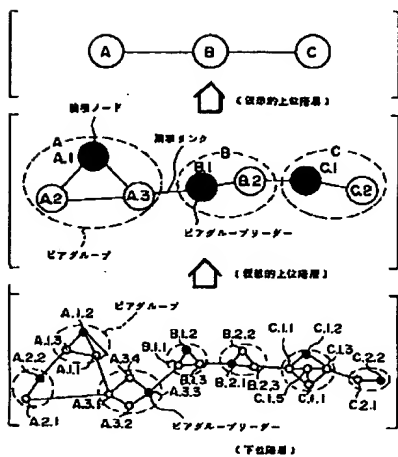 A
B
C
(仮想的上位階層)
論理ノード
A
A.1
論理リンク
B
C
B.1
B.2
C.1
A.2
A.3
C.2
ピアグループ
ピアグループリーダー
(仮想的上位階層)
ピアグループ
A.1.2
A.1.3
A.2.2
A.1.1
A.3.4
B.1.2
B.2.2
C.1.1
C.1.2
B.1.1
C.1.3
C.2.2
A.3.3
B.1.3
B.2.1
B.2.3
C.1.5
C.1.1
C.2.1
A.2.1
A.3.1
A.3.2
ピアグループリーダー
(下位階層)